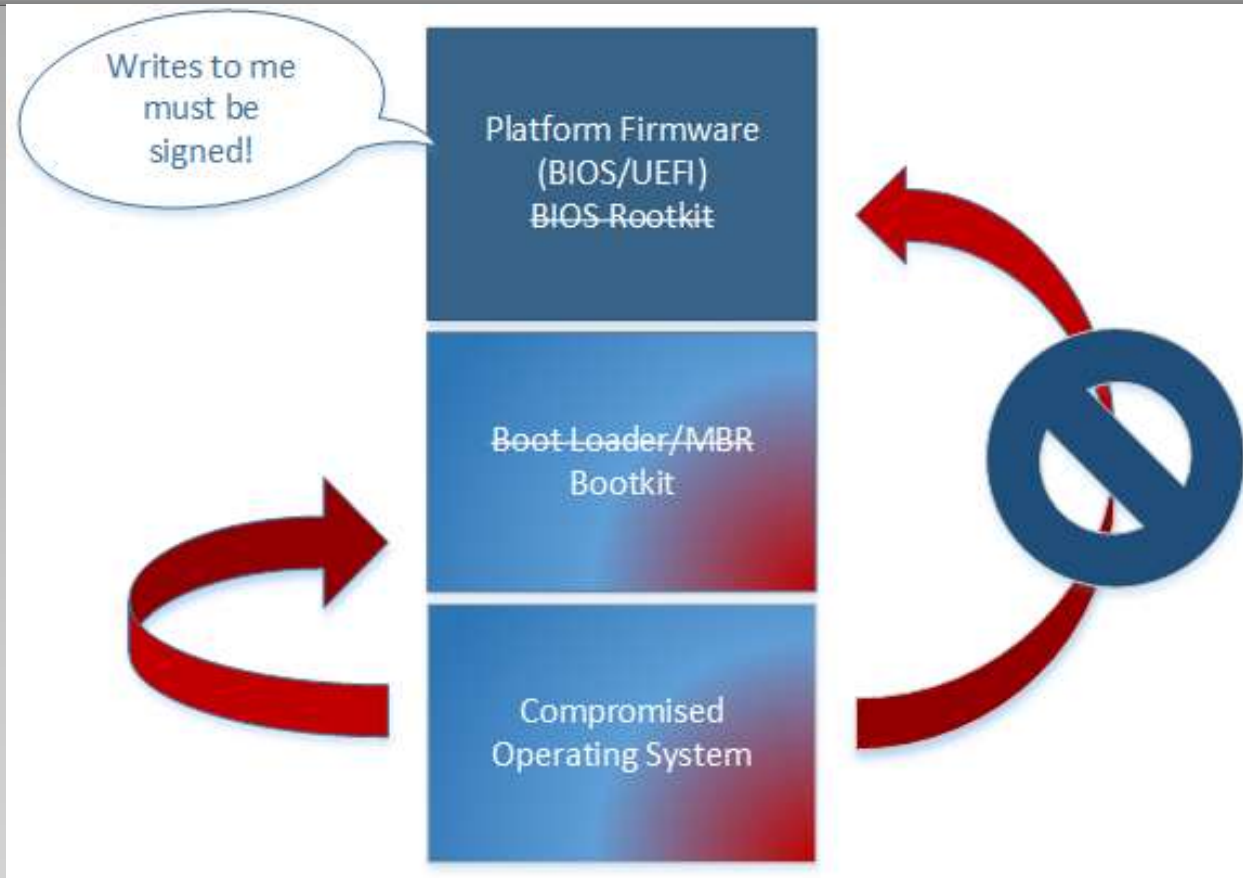 Writes to me
must be
signed!
Platform Firmware
(BIOS/UEFI)
BIOS Rootkit
Boot Loader/MBR
Bootkit
Compromised
Operating System